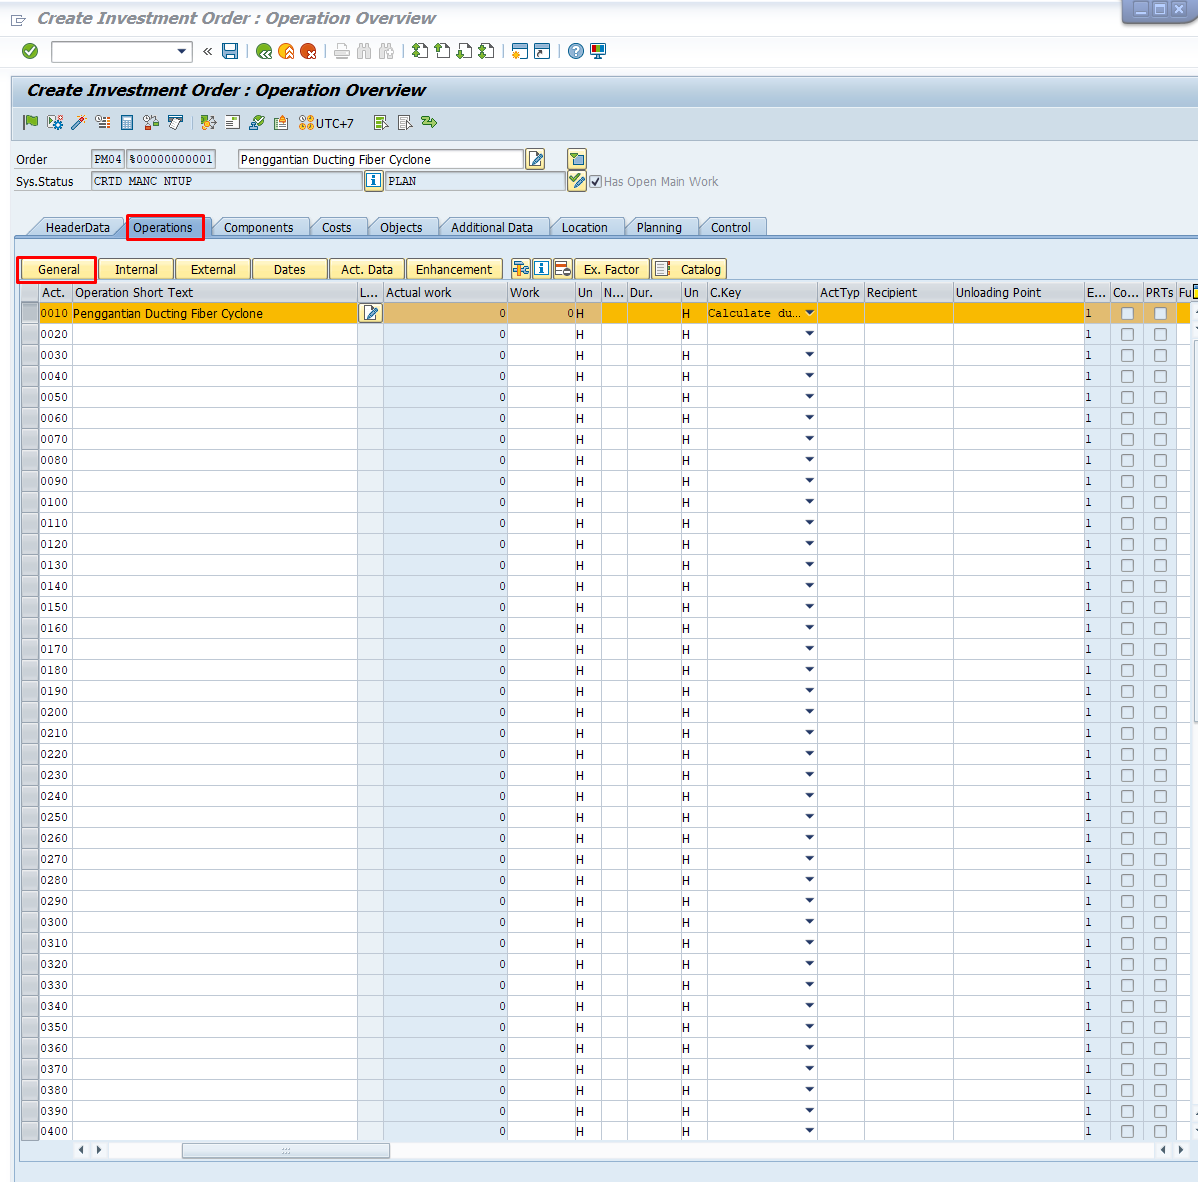 Create Investment Order : Operation Overview
Create Investment Order : Operation Overview
UTC+7
Order PM04 %00000000001 Penggantian Ducting Fiber Cyclone
Sys.Status CRTD MANC NTUP PLAN Has Open Main Work
HeaderData Operations Components Costs Objects Additional Data Location Planning Control
General Internal External Dates Act. Data Enhancement Ex. Factor Catalog
Act. Operation Short Text L... Actual work Work Un N... Dur. Un C.Key ActTyp Recipient Unloading Point E... Co... PRTs Fu
0010 Penggantian Ducting Fiber Cyclone 0 0 H H Calculate du... 1
0020 0 H H 1
0030 0 H H 1
0040 0 H H 1
0050 0 H H 1
0060 0 H H 1
0070 0 H H 1
0080 0 H H 1
0090 0 H H 1
0100 0 H H 1
0110 0 H H 1
0120 0 H H 1
0130 0 H H 1
0140 0 H H 1
0150 0 H H 1
0160 0 H H 1
0170 0 H H 1
0180 0 H H 1
0190 0 H H 1
0200 0 H H 1
0210 0 H H 1
0220 0 H H 1
0230 0 H H 1
0240 0 H H 1
0250 0 H H 1
0260 0 H H 1
0270 0 H H 1
0280 0 H H 1
0290 0 H H 1
0300 0 H H 1
0310 0 H H 1
0320 0 H H 1
0330 0 H H 1
0340 0 H H 1
0350 0 H H 1
0360 0 H H 1
0370 0 H H 1
0380 0 H H 1
0390 0 H H 1
0400 0 H H 1